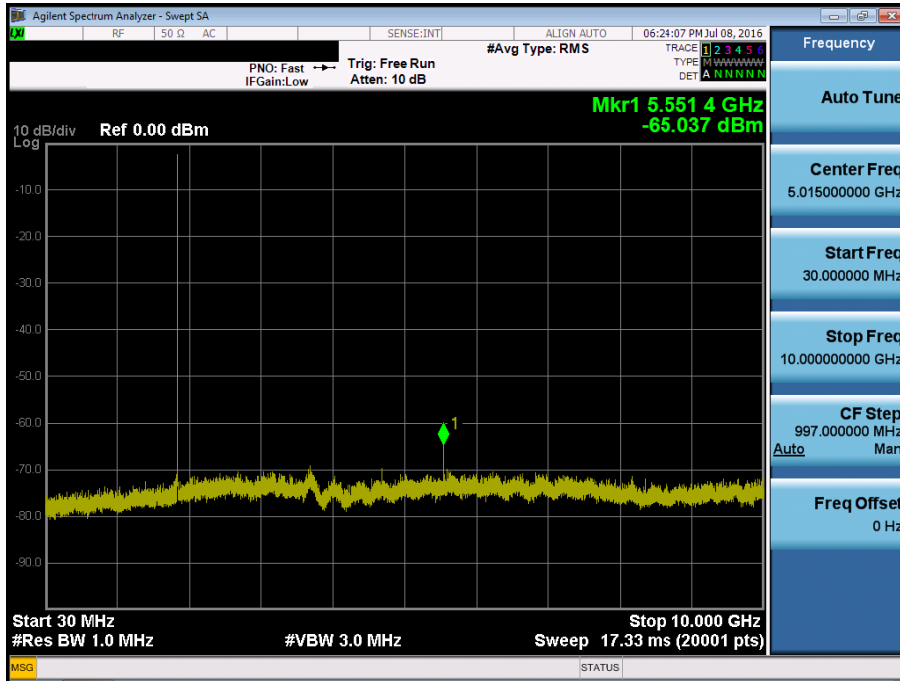 Agilent Spectrum Analyzer - Swept SA
LXI RF 50 Ω AC SENSE:INT ALIGN AUTO 06:24:07 PM Jul 08, 2016
#Avg Type: RMS
TRACE 1 2 3 4 5 6
TYPE M WWWWW
DET A N N N N N
PNO: Fast Trig: Free Run
IFGain:Low Atten: 10 dB
Mkr1 5.551 4 GHz
-65.037 dBm
10 dB/div Ref 0.00 dBm
Log
-10.0
-20.0
-30.0
-40.0
-50.0
-60.0
-70.0
-80.0
-90.0
1
Start 30 MHz Stop 10.000 GHz
#Res BW 1.0 MHz #VBW 3.0 MHz Sweep 17.33 ms (20001 pts)
MSG STATUS
Frequency
Auto Tune
Center Freq
5.015000000 GHz
Start Freq
30.000000 MHz
Stop Freq
10.000000000 GHz
CF Step
997.000000 MHz
Auto Man
Freq Offset
0 Hz